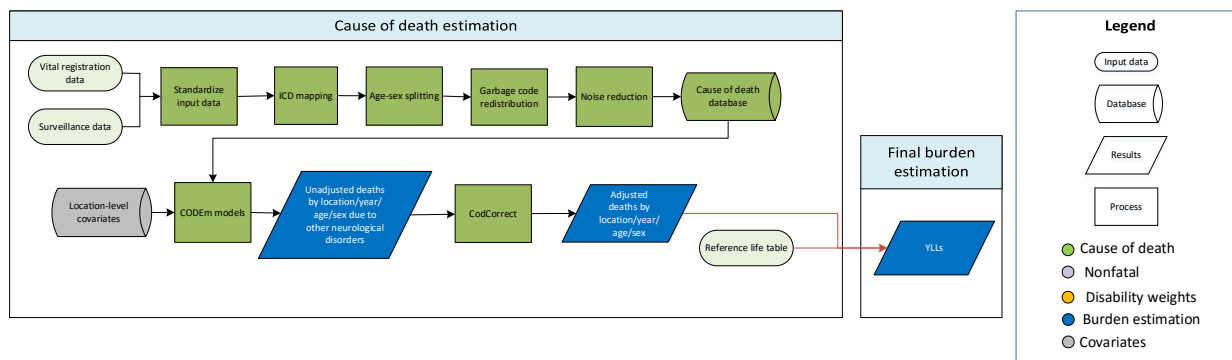 Cause of death estimation
Vital registration
data
Surveillance data
Standardize
input data
ICD mapping
Age-sex splitting
Garbage code
redistribution
Noise reduction
Cause of death
database
Location-level
covariates
CODEm models
Unadjusted deaths
by location/year/
age/sex due to
other neurological
disorders
CodCorrect
Adjusted
deaths by
location/year/
age/sex
Reference life table
Final burden
estimation
YLLs
Legend
Input data
Database
Results
Process
Cause of death
Nonfatal
Disability weights
Burden estimation
Covariates